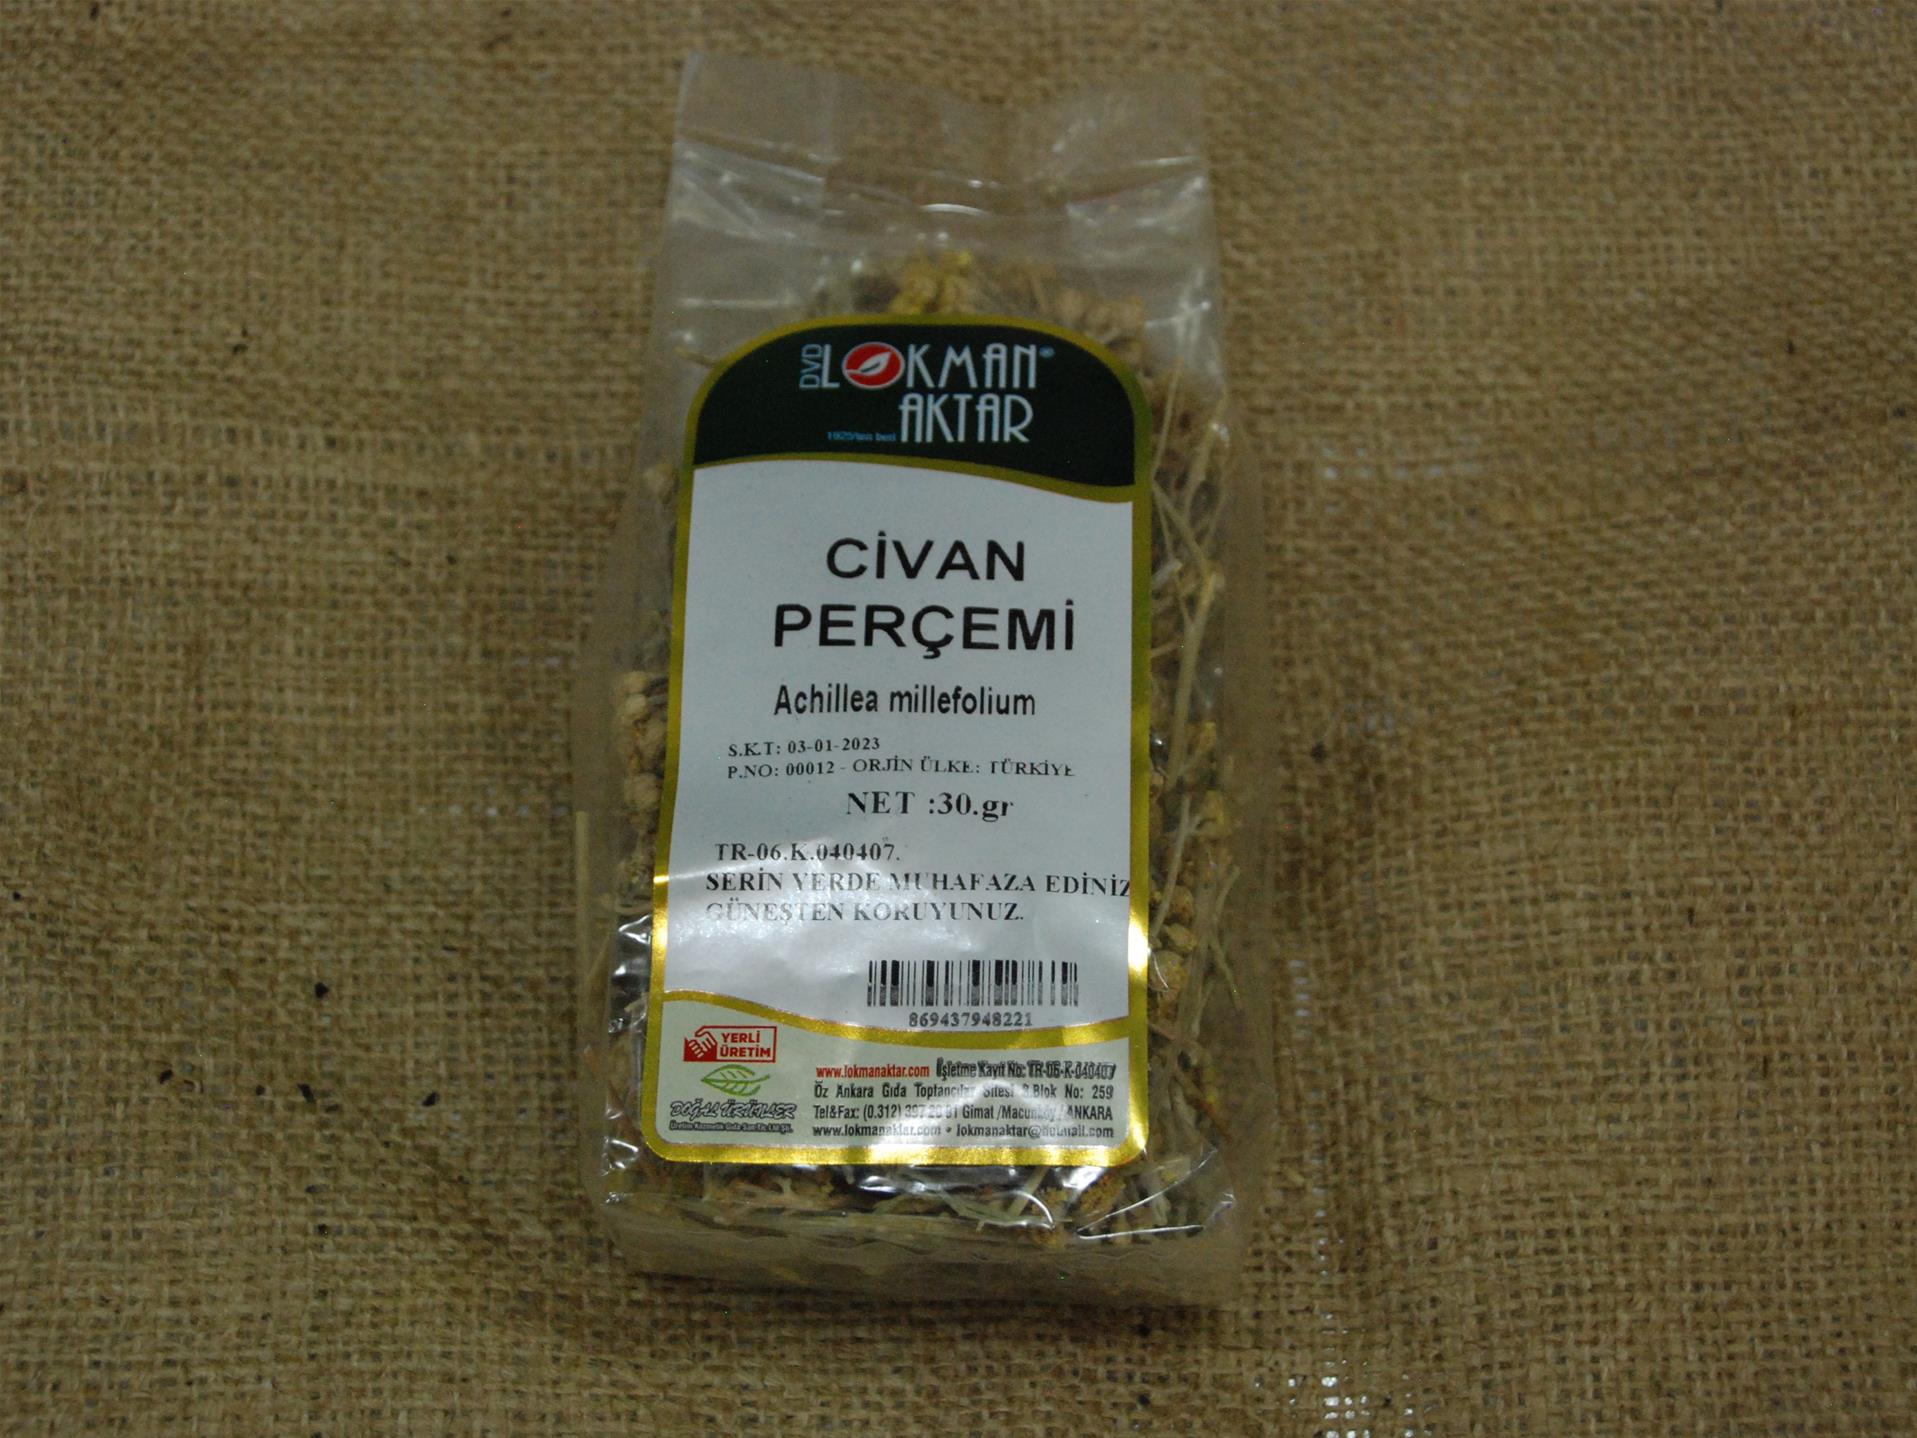 DVD LOKMAN®
AKTAR
CİVAN
PERÇEMİ
Achillea millefolium
S.K.T: 03-01-2023
P.NO: 00012 - ORJİN ÜLKE: TÜRKİYE
NET :30.gr
TR-06.K.040407.
SERİN YERDE MUHAFAZA EDİNİZ
GÜNEŞTEN KORUYUNUZ.
869437948221
YERLİ
ÜRETİM
DOĞAL ÜRÜNLER
www.lokmanaktar.com İşletme Kayıt No: TR-06-K-040407
Öz Ankara Gıda Toptancılar Sitesi Blok No: 259
Tel&Fax: (0.312) 397 Gimat /Macunköy / ANKARA
www.lokmanaktar.com • lokmanaktar@hotmail.com